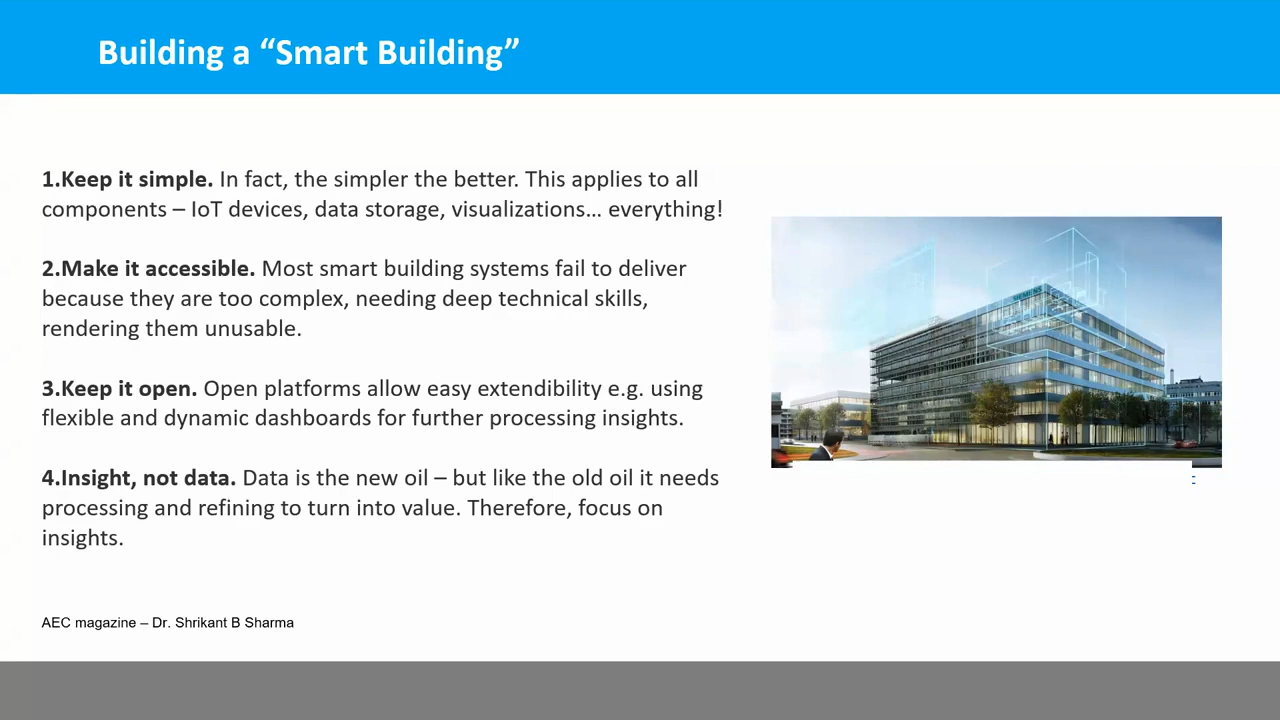 Building a “Smart Building”
1.Keep it simple. In fact, the simpler the better. This applies to all
components – IoT devices, data storage, visualizations… everything!
2.Make it accessible. Most smart building systems fail to deliver
because they are too complex, needing deep technical skills,
rendering them unusable.
3.Keep it open. Open platforms allow easy extendibility e.g. using
flexible and dynamic dashboards for further processing insights.
4.Insight, not data. Data is the new oil – but like the old oil it needs
processing and refining to turn into value. Therefore, focus on
insights.
AEC magazine – Dr. Shrikant B Sharma